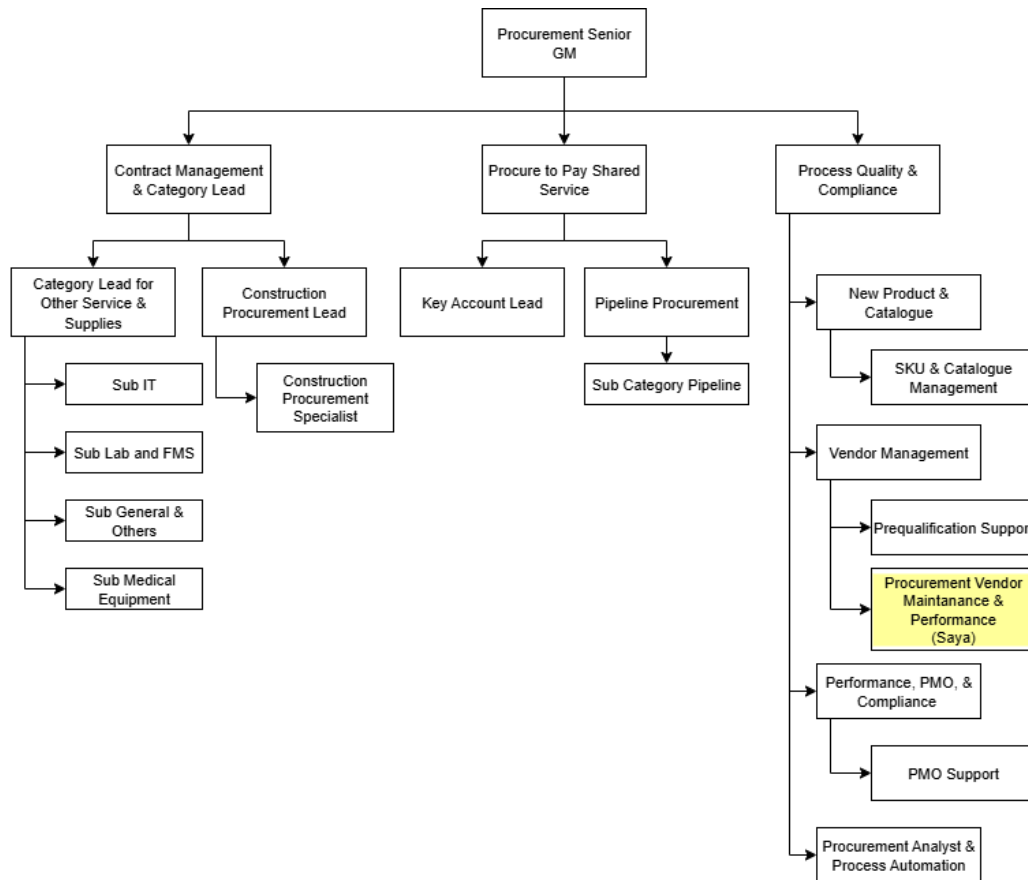 Procurement Senior
GM
Contract Management
& Category Lead
Procure to Pay Shared
Service
Process Quality &
Compliance
Category Lead for
Other Service &
Supplies
Construction
Procurement Lead
Key Account Lead
Pipeline Procurement
New Product &
Catalogue
Sub IT
Construction
Procurement
Specialist
Sub Category Pipeline
SKU & Catalogue
Management
Sub Lab and FMS
Vendor Management
Sub General &
Others
Prequalification Support
Sub Medical
Equipment
Procurement Vendor
Maintanance &
Performance
(Saya)
Performance, PMO, &
Compliance
PMO Support
Procurement Analyst &
Process Automation